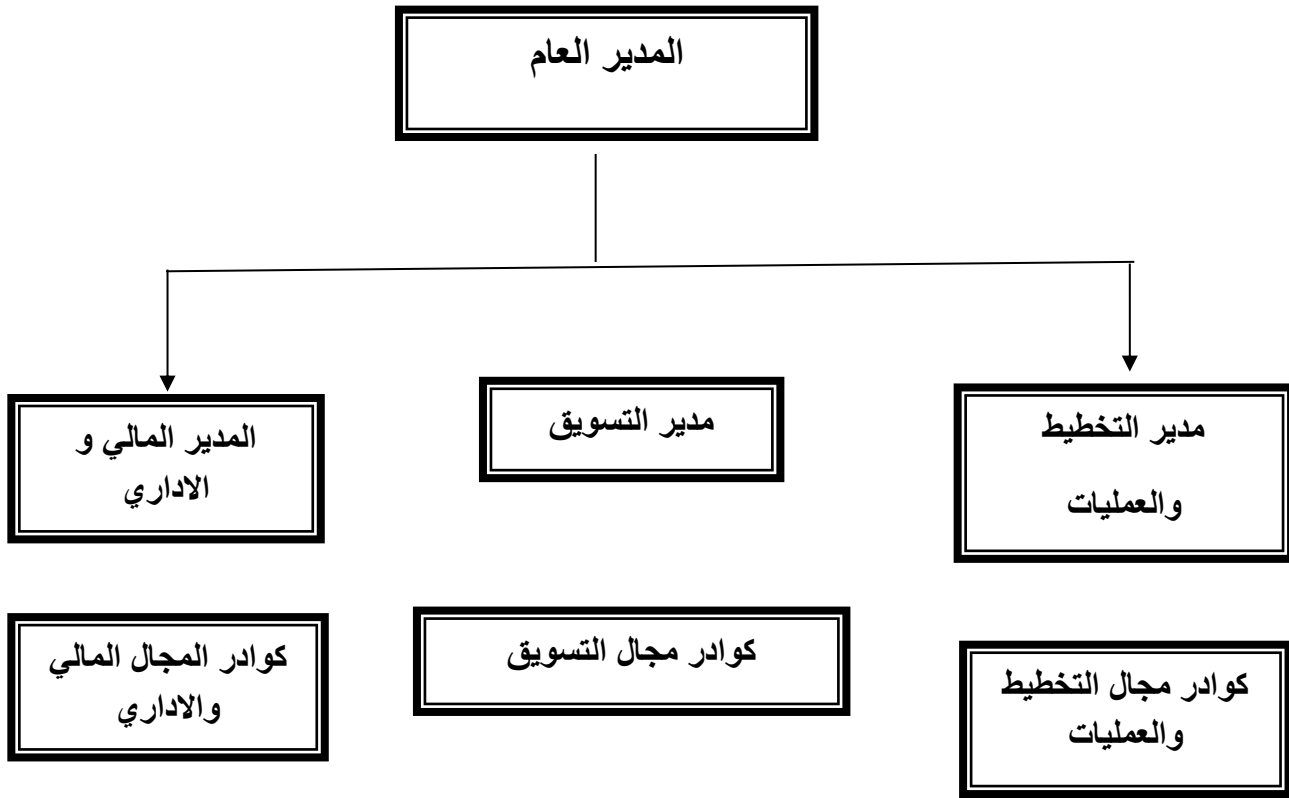 المدير العام
مدير التخطيط
والعمليات
مدير التسويق
المدير المالي و
الاداري
كوادر مجال التخطيط
والعمليات
كوادر مجال التسويق
كوادر المجال المالي
والاداري